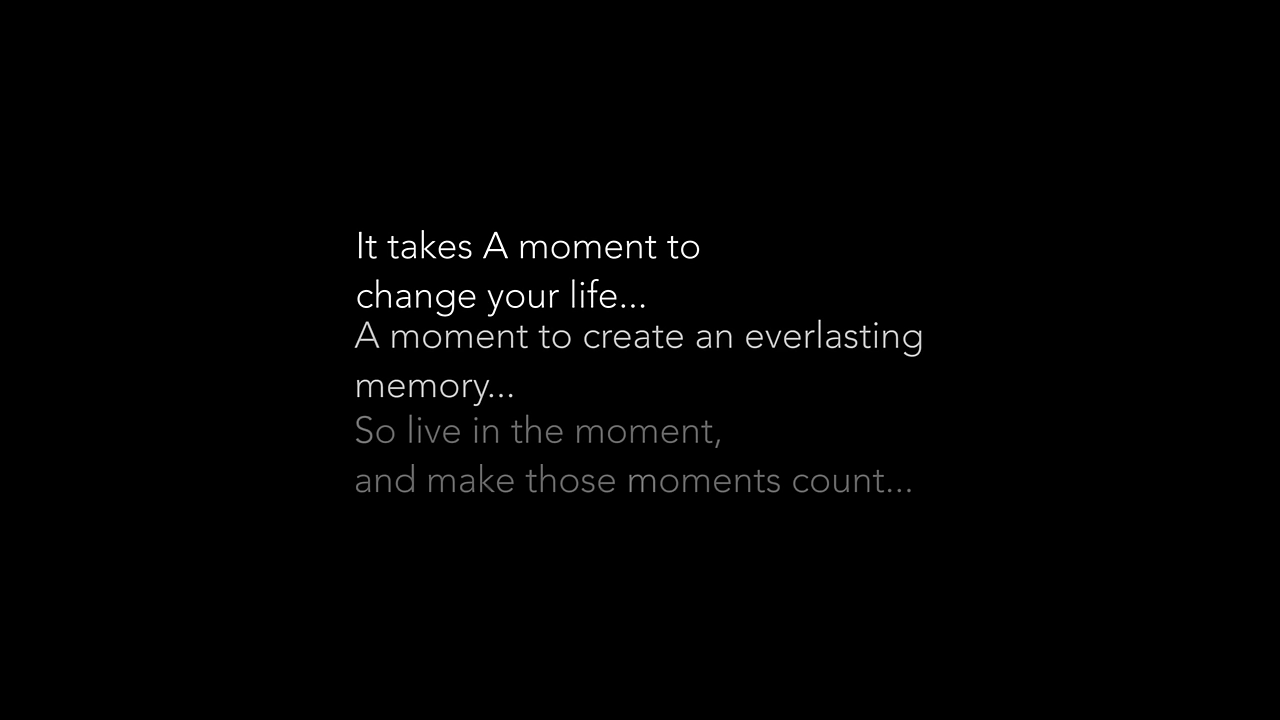 It takes A moment to
change your life...
A moment to create an everlasting
memory...
So live in the moment,
and make those moments count...